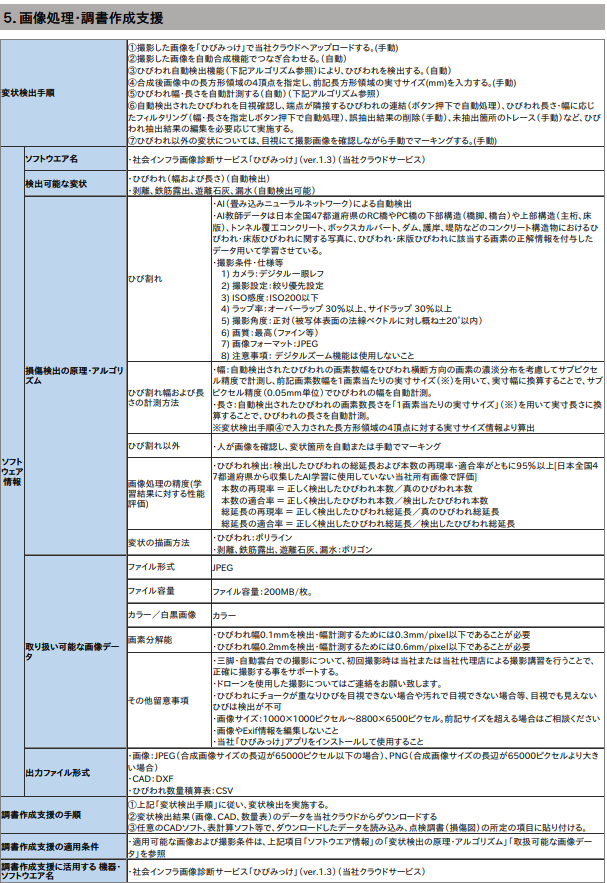 5．画像処理・調書作成支援
変状検出手順
①撮影した画像を「ひびみっけ」で当社クラウドへアップロードする。(手動)
②撮影した画像を自動合成機能でつなぎ合わせる。（自動）
③ひびわれ自動検出機能（下記アルゴリズム参照）により、ひびわれを検出する。（自動）
④合成後画像中の長方形領域の4頂点を指定し、前記長方形領域の実寸サイズ(mm)を入力する。(手動)
⑤ひびわれ幅・長さを自動計測する（自動）（下記アルゴリズム参照）
⑥自動検出されたひびわれを目視確認し、端点が隣接するひびわれの連結（ボタン押下で自動処理）、ひびわれ長さ・幅に応じ
たフィルタリング（幅・長さを指定しボタン押下で自動処理）、誤抽出結果の削除（手動）、未抽出箇所のトレース（手動）など、ひび
われ抽出結果の編集を必要応じて実施する。
⑦ひびわれ以外の変状については、目視にて撮影画像を確認しながら手動でマーキングする。(手動)
ソフト
ウェア
情報
ソフトウエア名
・社会インフラ画像診断サービス「ひびみっけ」（ver.1.3）（当社クラウドサービス）
検出可能な変状
・ひびわれ（幅および長さ）（自動検出）
・剥離、鉄筋露出、遊離石灰、漏水（自動検出可能）
損傷検出の原理・アルゴリ
ズム
ひび割れ
・AI（畳み込みニューラルネットワーク）による自動検出
・AI教師データは日本全国47都道府県のRC橋やPC橋の下部構造（橋脚、橋台）や上部構造（主桁、床
版）、トンネル覆工コンクリート、ボックスカルバート、ダム、護岸、堤防などのコンクリート構造物におけるひ
びわれ・床版ひびわれに関する写真に、ひびわれ・床版ひびわれに該当する画素の正解情報を付与した
データ用いて学習させている。
・撮影条件・仕様等
1) カメラ：デジタル一眼レフ
2) 撮影設定：絞り優先設定
3) ISO感度：ISO200以下
4) ラップ率：オーバーラップ 30％以上、サイドラップ 30％以上
5) 撮影角度：正対（被写体表面の法線ベクトルに対し概ね±20°以内）
6) 画質：最高（ファイン等）
7) 画像フォーマット：JPEG
8) 注意事項：デジタルズーム機能は使用しないこと
ひび割れ幅および長
さの計測方法
・幅：自動検出されたひびわれの画素数幅をひびわれ横断方向の画素の濃淡分布を考慮してサブピクセ
ル精度で計測し、前記画素数幅を1画素当たりの実寸サイズ（※）を用いて、実寸幅に換算することで、サブ
ピクセル精度（0.05mm単位）でひびわれの幅を自動計測。
・長さ：自動検出されたひびわれの画素数長さを「1画素当たりの実寸サイズ」（※）を用いて実寸長さに換
算することで、ひびわれの長さを自動計測。
※変状検出手順④で入力された長方形領域の4頂点に対する実寸サイズ情報より算出
ひび割れ以外
・人が画像を確認し、変状箇所を自動または手動でマーキング
画像処理の精度(学
習結果に対する性能
評価)
・ひびわれ検出：検出したひびわれの総延長および本数の再現率・適合率がともに95％以上[日本全国4
7都道府県から収集したAI学習に使用していない当社所有画像で評価]
本数の再現率 ＝ 正しく検出したひびわれ本数／真のひびわれ本数
本数の適合率 ＝ 正しく検出したひびわれ本数／検出したひびわれ本数
総延長の再現率 ＝ 正しく検出したひびわれ総延長／真のひびわれ総延長
総延長の適合率 ＝ 正しく検出したひびわれ総延長／検出したひびわれ総延長
変状の描画方法
・ひびわれ：ポリライン
・剥離、鉄筋露出、遊離石灰、漏水：ポリゴン
取り扱い可能な画像デー
タ
ファイル形式
JPEG
ファイル容量
ファイル容量：200MB/枚。
カラー／白黒画像
カラー
画素分解能
・ひびわれ幅0.1mmを検出・幅計測するためには0.3mm/pixel以下であることが必要
・ひびわれ幅0.2mmを検出・幅計測するためには0.6mm/pixel以下であることが必要
その他留意事項
・三脚・自動雲台での撮影について、初回撮影時は当社または当社代理店による撮影講習を行うことで、
正確に撮影する事をサポートする。
・ドローンを使用した撮影についてはご連絡をお願い致します。
・ひびわれにチョークが重なりひびを目視できない場合や汚れで目視できない場合等、目視でも見えない
ひびは検出が不可
・画像サイズ：1000×1000ピクセル～8800×6500ピクセル。前記サイズを超える場合はご相談ください
・画像やExif情報を編集しないこと
・当社「ひびみっけ」アプリをインストールして使用すること
出力ファイル形式
・画像：JPEG（合成画像サイズの長辺が65000ピクセル以下の場合）、PNG（合成画像サイズの長辺が65000ピクセルより大き
い場合）
・CAD：DXF
・ひびわれ数量積算表：CSV
調書作成支援の手順
①上記「変状検出手順」に従い、変状検出を実施する。
②変状検出結果（画像、CAD、数量表）のデータを当社クラウドからダウンロードする
③任意のCADソフト、表計算ソフト等で、ダウンロードしたデータを読み込み、点検調書（損傷図）の所定の項目に貼り付ける。
調書作成支援の適用条件
・適用可能な画像および撮影条件は、上記項目「ソフトウエア情報」の「変状検出の原理・アルゴリズム」「取扱可能な画像デー
タ」を参照
調書作成支援に活用する 機器・
ソフトウエア名
・社会インフラ画像診断サービス「ひびみっけ」（ver.1.3）（当社クラウドサービス）